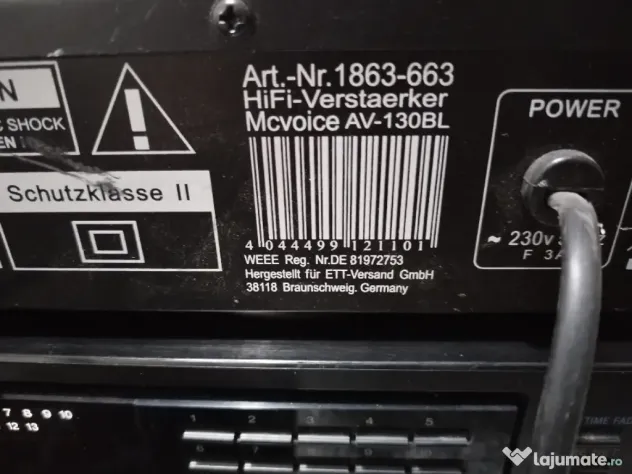 N
C SHOCK
EN
Schutzklasse II
Art.-Nr.1863-663
HiFi-Verstaerker
Mcvoice AV-130BL
4 044499 121101
WEEE Reg. Nr.DE 81972753
Hergestellt für ETT-Versand GmbH
38118 Braunschweig. Germany
POWER
~ 230v
F 3A
7 8 9 10
12 13
1 2 3 4 5
TIME FAD
lajumate.ro